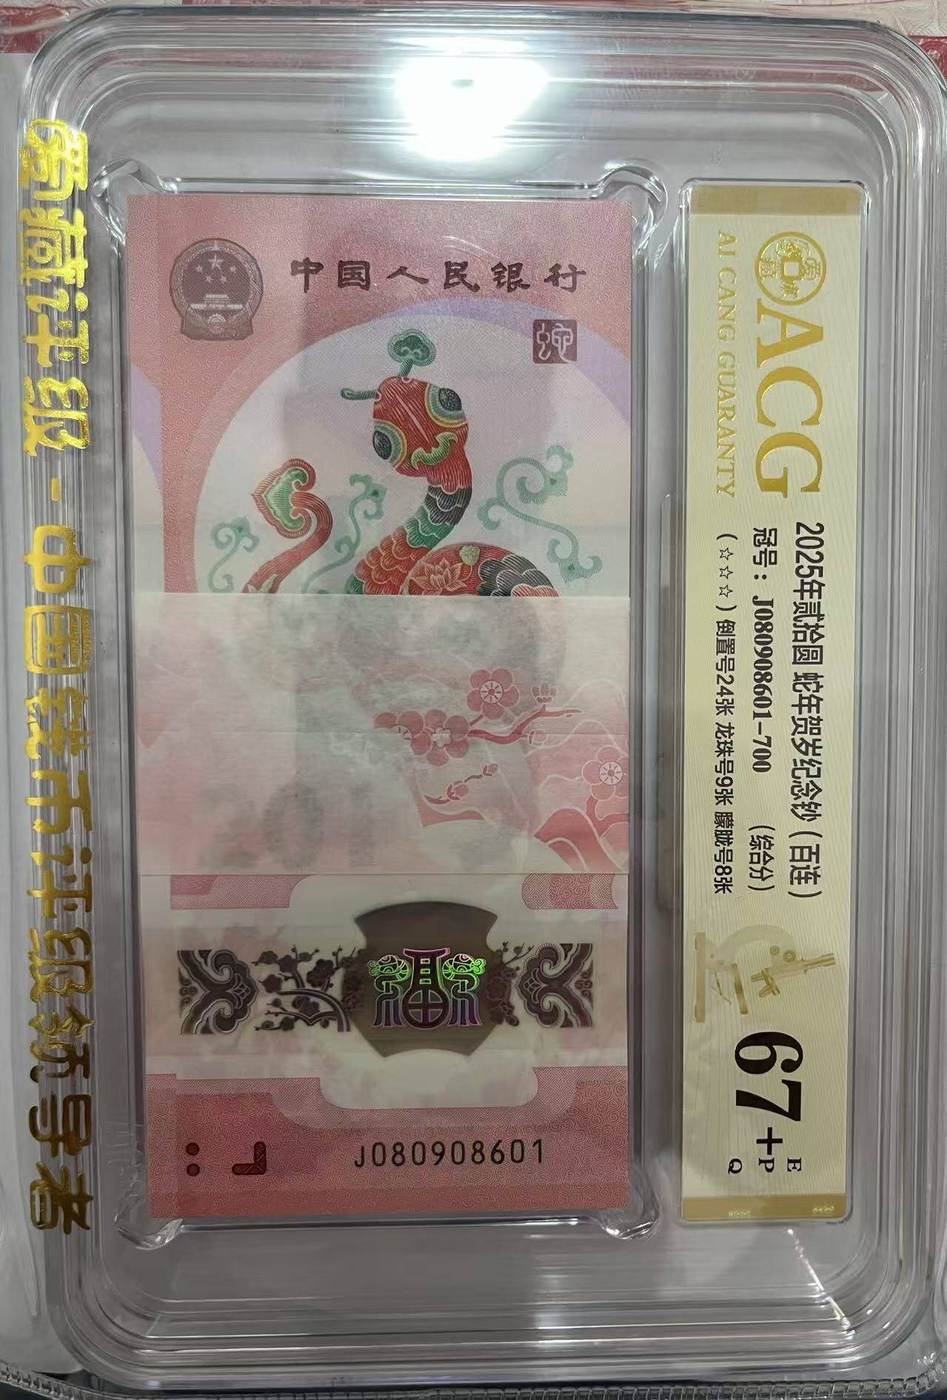 爱藏评级 - 中国钱币评级领导者
中国人民银行
蛇
J080908601
ACG
AI CANG GUARANTY
2025年贰拾圆 蛇年贺岁纪念钞（百连）
冠号：J080908601-700 （综合分）
（☆☆☆）倒置号24张 龙珠号9张 朦胧号8张
67+
E
P
Q